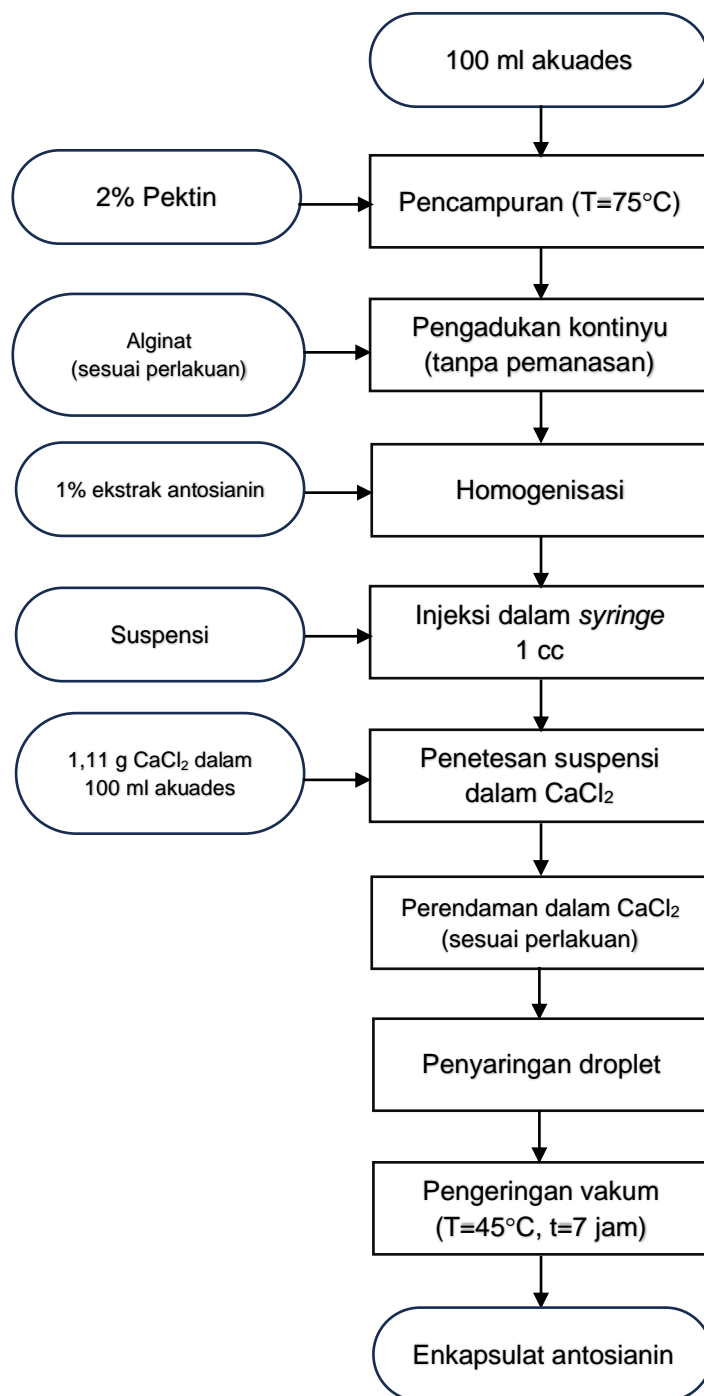 100 ml akuades
2% Pektin
Pencampuran (T=75°C)
Alginat
(sesuai perlakuan)
Pengadukan kontinyu
(tanpa pemanasan)
1% ekstrak antosianin
Homogenisasi
Suspensi
Injeksi dalam syringe
1 cc
1,11 g CaCl₂ dalam
100 ml akuades
Penetesan suspensi
dalam CaCl₂
Perendaman dalam CaCl₂
(sesuai perlakuan)
Penyaringan droplet
Pengeringan vakum
(T=45°C, t=7 jam)
Enkapsulat antosianin